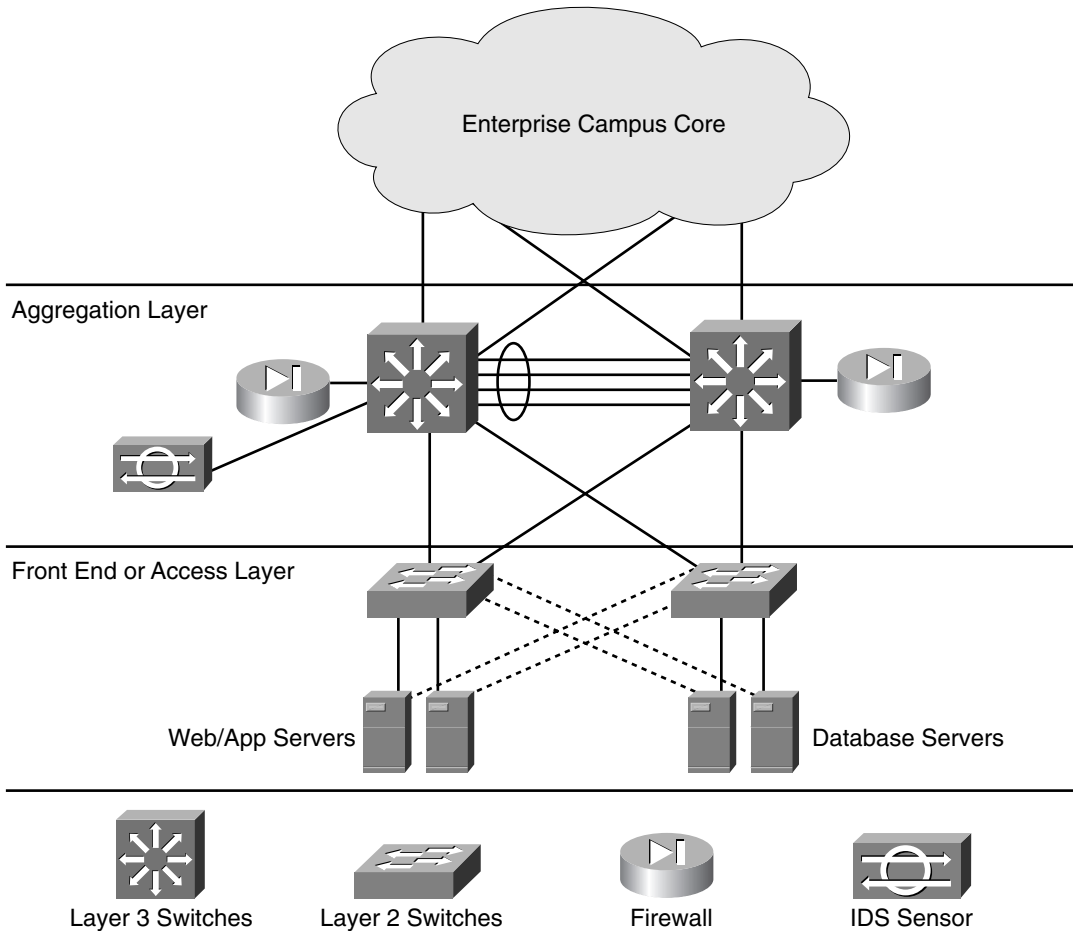 Enterprise Campus Core
Aggregation Layer
Front End or Access Layer
Web/App Servers
Database Servers
Layer 3 Switches
Layer 2 Switches
Firewall
IDS Sensor